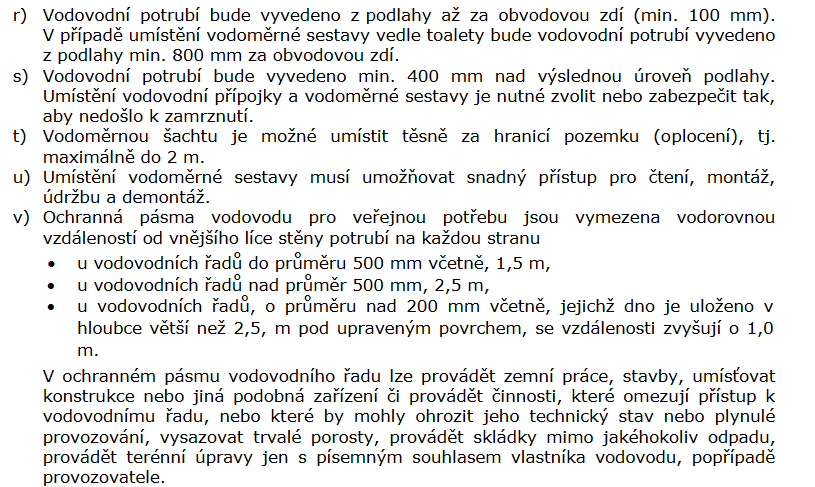 r) Vodovodní potrubí bude vyvedeno z podlahy až za obvodovou zdí (min. 100 mm).
V případě umístění vodoměrné sestavy vedle toalety bude vodovodní potrubí vyvedeno
z podlahy min. 800 mm za obvodovou zdí.
s) Vodovodní potrubí bude vyvedeno min. 400 mm nad výslednou úroveň podlahy.
Umístění vodovodní přípojky a vodoměrné sestavy je nutné zvolit nebo zabezpečit tak,
aby nedošlo k zamrznutí.
t) Vodoměrnou šachtu je možné umístit těsně za hranicí pozemku (oplocení), tj.
maximálně do 2 m.
u) Umístění vodoměrné sestavy musí umožňovat snadný přístup pro čtení, montáž,
údržbu a demontáž.
v) Ochranná pásma vodovodu pro veřejnou potřebu jsou vymezena vodorovnou
vzdáleností od vnějšího líce stěny potrubí na každou stranu
• u vodovodních řadů do průměru 500 mm včetně, 1,5 m,
• u vodovodních řadů nad průměr 500 mm, 2,5 m,
• u vodovodních řadů, o průměru nad 200 mm včetně, jejichž dno je uloženo v
hloubce větší než 2,5, m pod upraveným povrchem, se vzdálenosti zvyšují o 1,0
m.
V ochranném pásmu vodovodního řadu lze provádět zemní práce, stavby, umísťovat
konstrukce nebo jiná podobná zařízení či provádět činnosti, které omezují přístup k
vodovodnímu řadu, nebo které by mohly ohrozit jeho technický stav nebo plynulé
provozování, vysazovat trvalé porosty, provádět skládky mimo jakéhokoliv odpadu,
provádět terénní úpravy jen s písemným souhlasem vlastníka vodovodu, popřípadě
provozovatele.